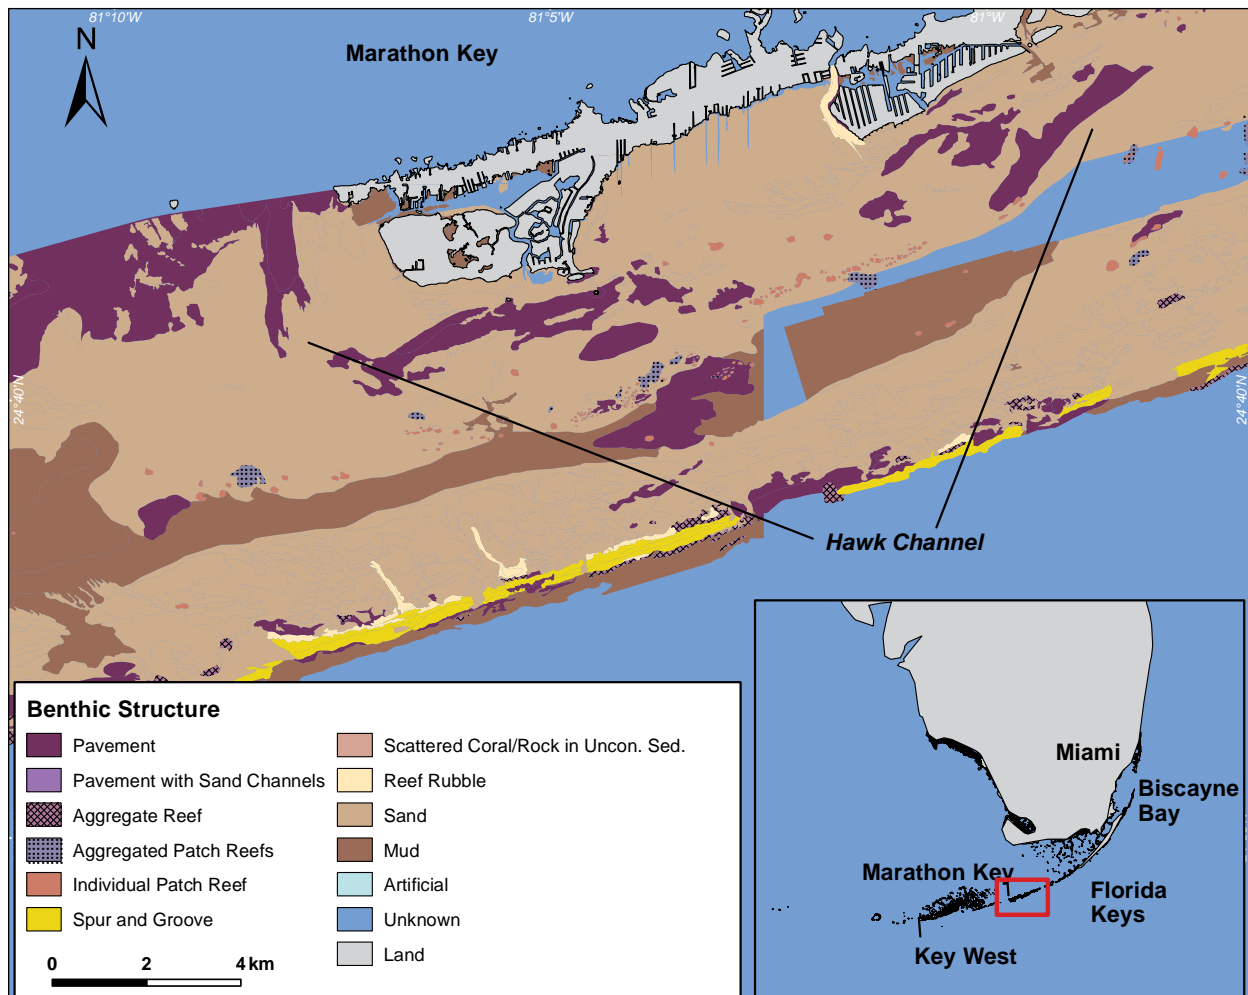 81°10'W
81°5'W
81°W
N
Marathon Key
24°40'N
24°40'N
Hawk Channel
Benthic Structure
Pavement
Pavement with Sand Channels
Aggregate Reef
Aggregated Patch Reefs
Individual Patch Reef
Spur and Groove
Scattered Coral/Rock in Uncon. Sed.
Reef Rubble
Sand
Mud
Artificial
Unknown
Land
0 2 4 km
Miami
Biscayne
Bay
Marathon Key
Florida
Keys
Key West